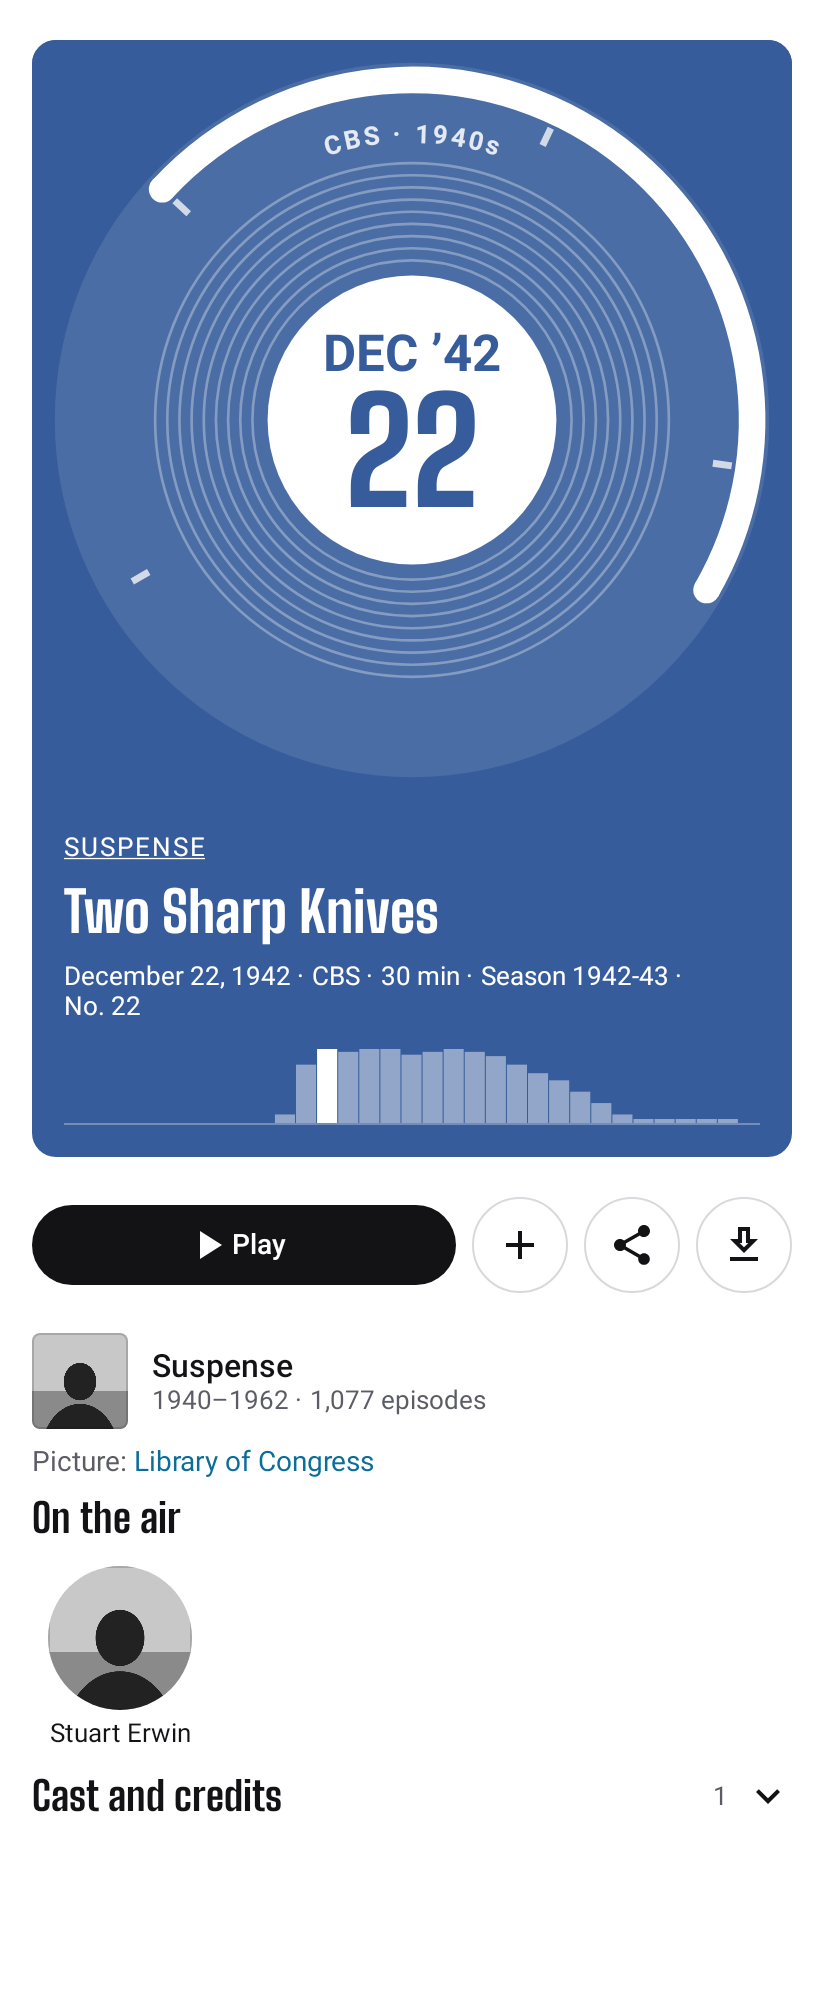 CBS · 1940s
DEC ’42
22
SUSPENSE
Two Sharp Knives
December 22, 1942 · CBS · 30 min · Season 1942-43 ·
No. 22
Play
Suspense
1940–1962 · 1,077 episodes
Picture: Library of Congress
On the air
Stuart Erwin
Cast and credits 1